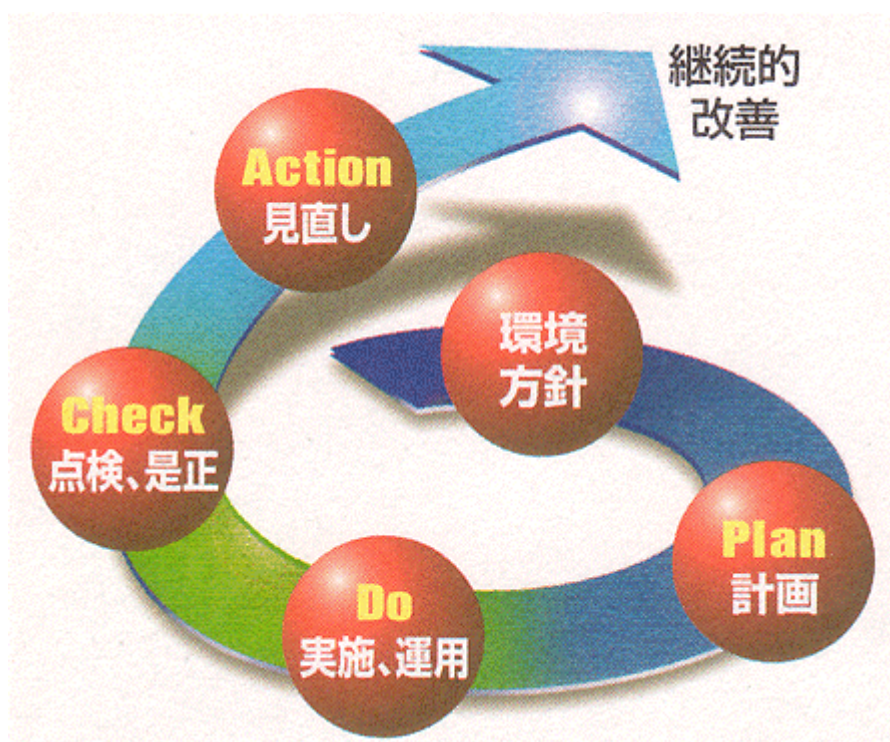 継続的
改善
Action
見直し
環境
方針
Check
点検、是正
Plan
計画
Do
実施、運用